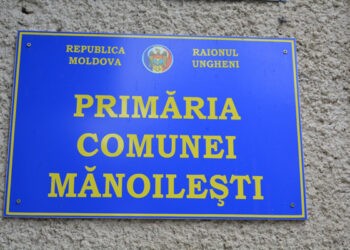 REPUBLICA MOLDOVA
RAIONUL UNGHENI
PRIMĂRIA
COMUNEI
MĂNOILEŞTI